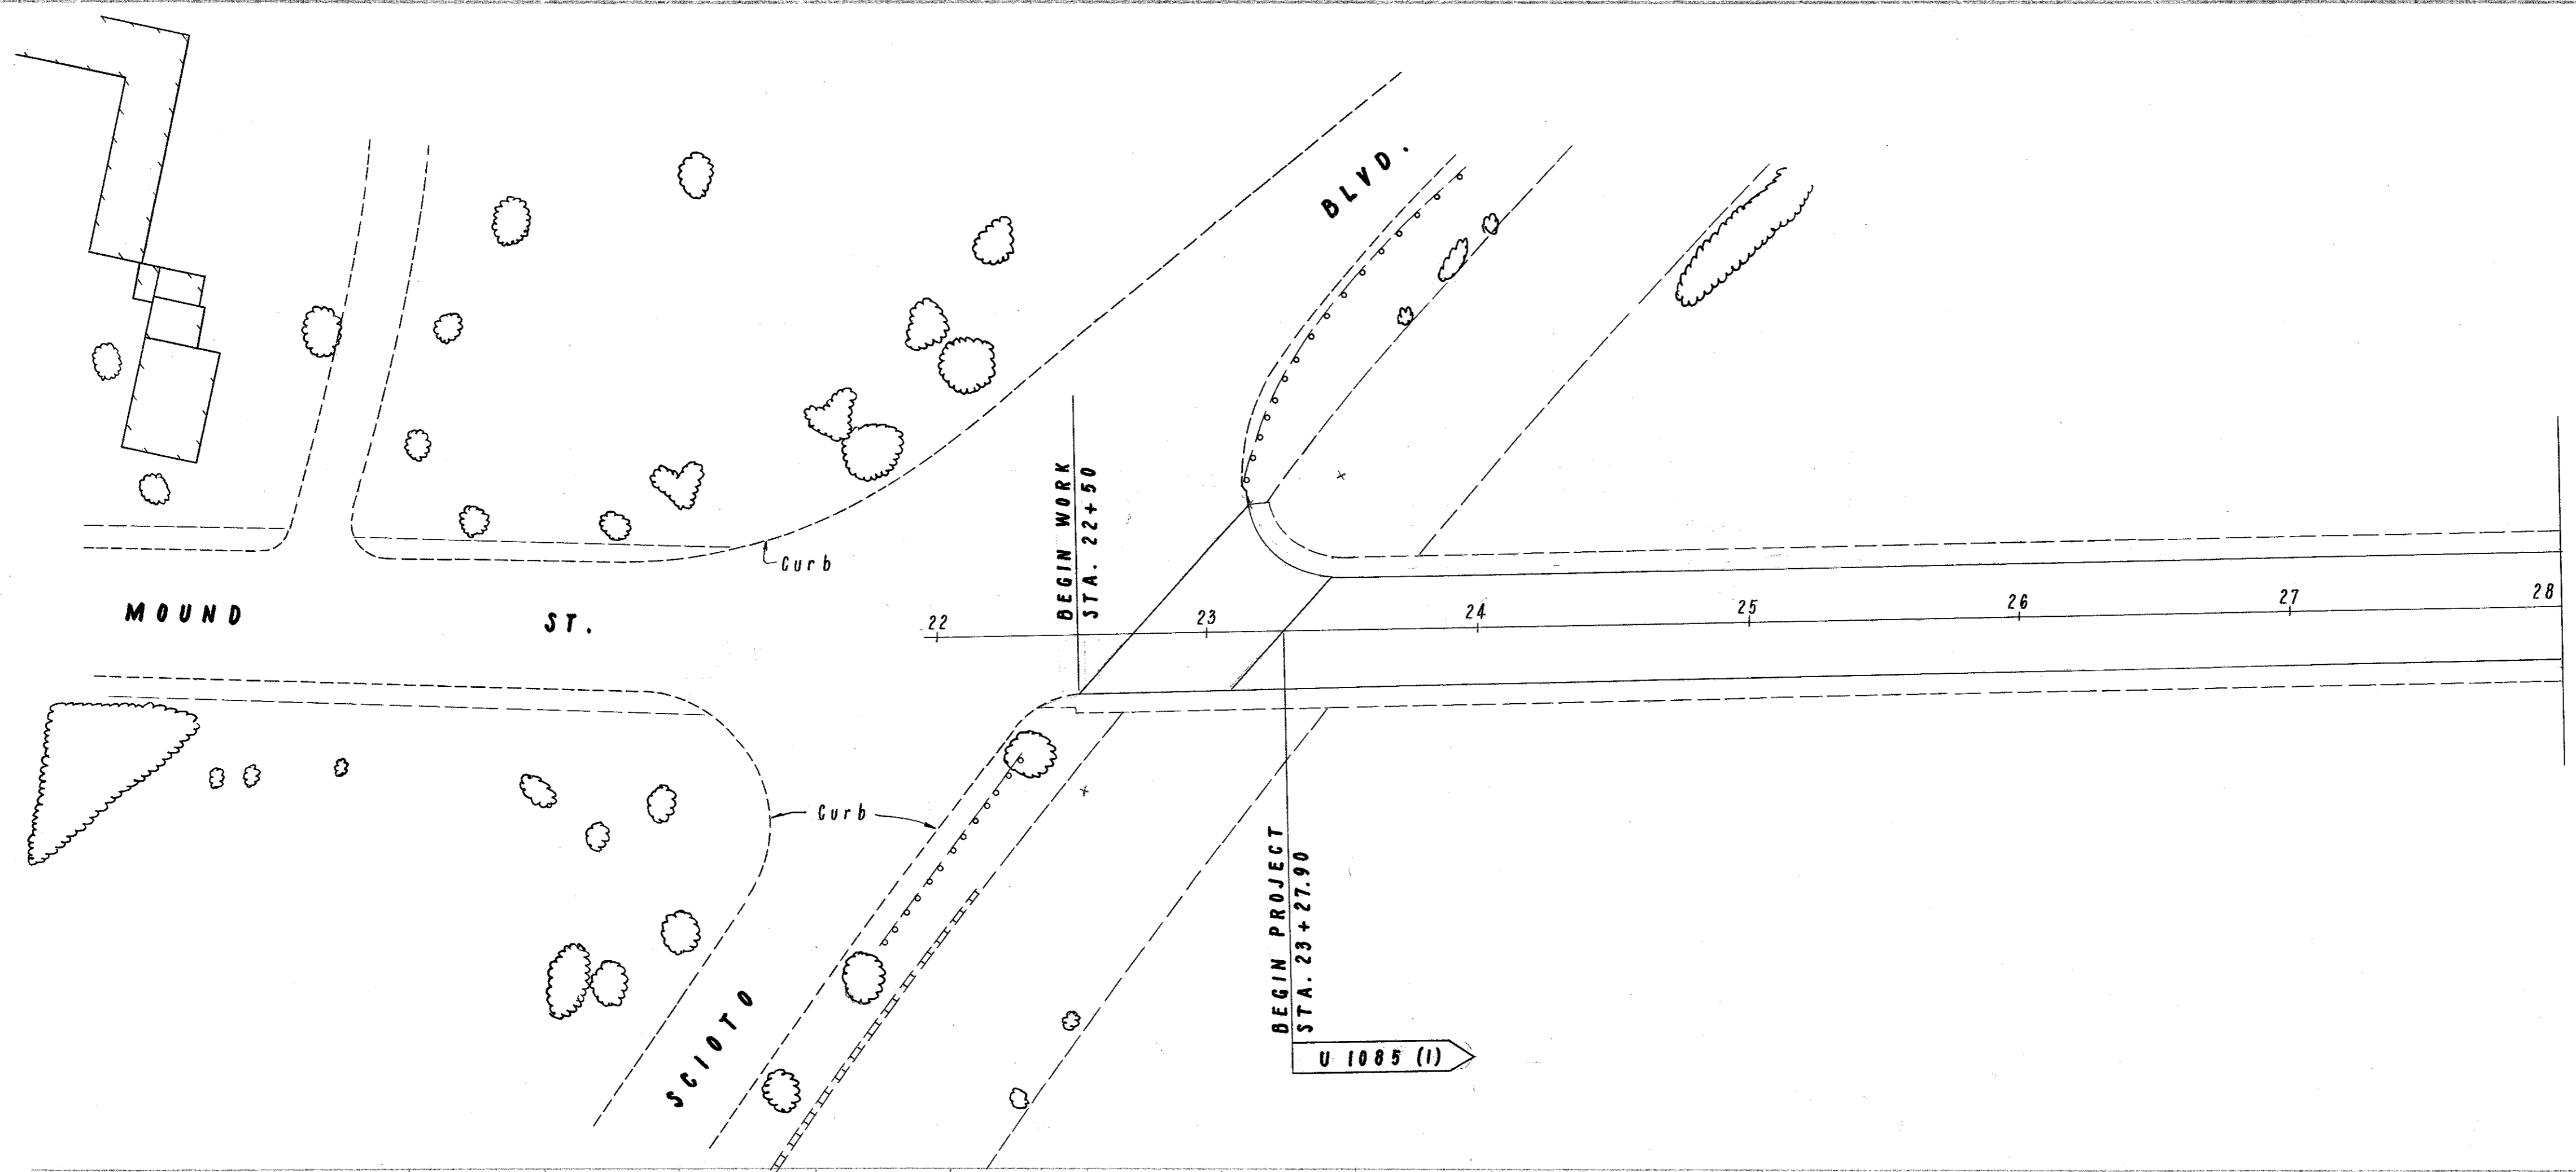 BLVD.
BEGIN WORK
STA. 22+50
Curb
MOUND ST.
22 23 24 25 26 27 28
Curb
BEGIN PROJECT
STA. 23+27.90
SCIOTO
U 1085 (1)